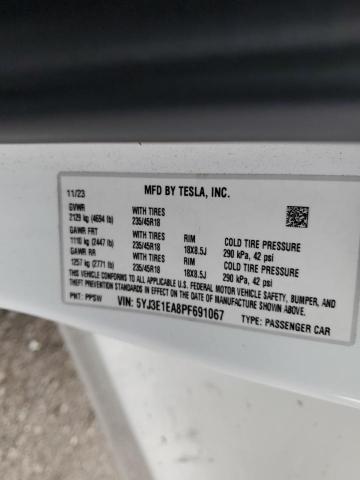 11/23 MFD BY TESLA, INC.
GVWR
2129 kg (4694 lb) WITH TIRES 235/45R18
GAWR FRT WITH TIRES RIM COLD TIRE PRESSURE
1110 kg (2447 lb) 235/45R18 18X8.5J 290 kPa, 42 psi
GAWR RR WITH TIRES RIM COLD TIRE PRESSURE
1257 kg (2771 lb) 235/45R18 18X8.5J 290 kPa, 42 psi
THIS VEHICLE CONFORMS TO ALL APPLICABLE U.S. FEDERAL MOTOR VEHICLE SAFETY, BUMPER, AND
THEFT PREVENTION STANDARDS IN EFFECT ON THE DATE OF MANUFACTURE SHOWN ABOVE.
PNT: PPSW VIN: 5YJ3E1EA8PF691067 TYPE: PASSENGER CAR